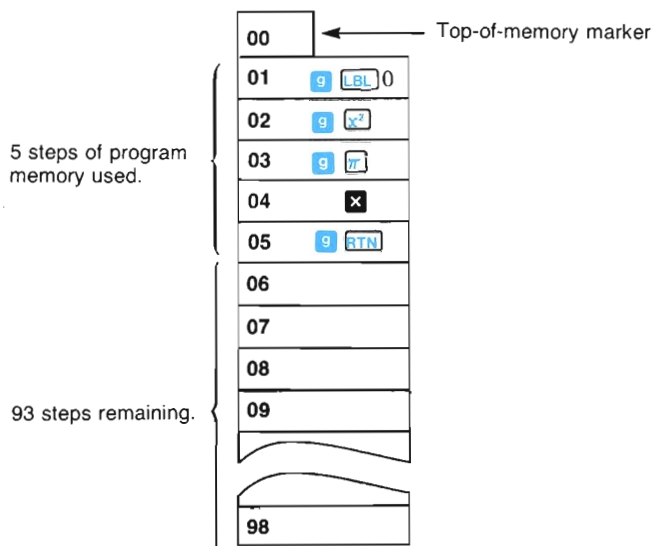 00
Top-of-memory marker
01 g LBL 0
02 g x²
5 steps of program
memory used.
03 g π
04 ×
05 g RTN
06
07
08
93 steps remaining.
09
98